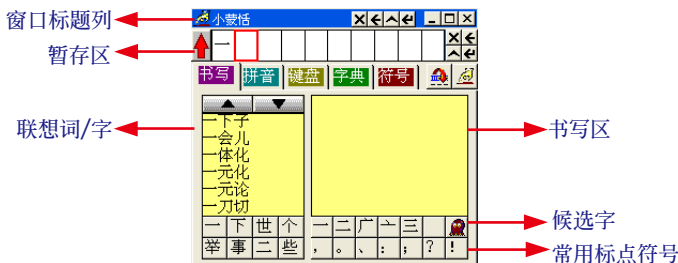 窗口标题列
小蒙恬
暂存区
一
书写 拼音 键盘 字典 符号
联想词/字
一下子
一会儿
一体化
一元化
一元论
一刀切
书写区
一 下 世 个 一 二 广 亠 三
候选字
举 事 二 些 , 。 、 : ; ? !
常用标点符号